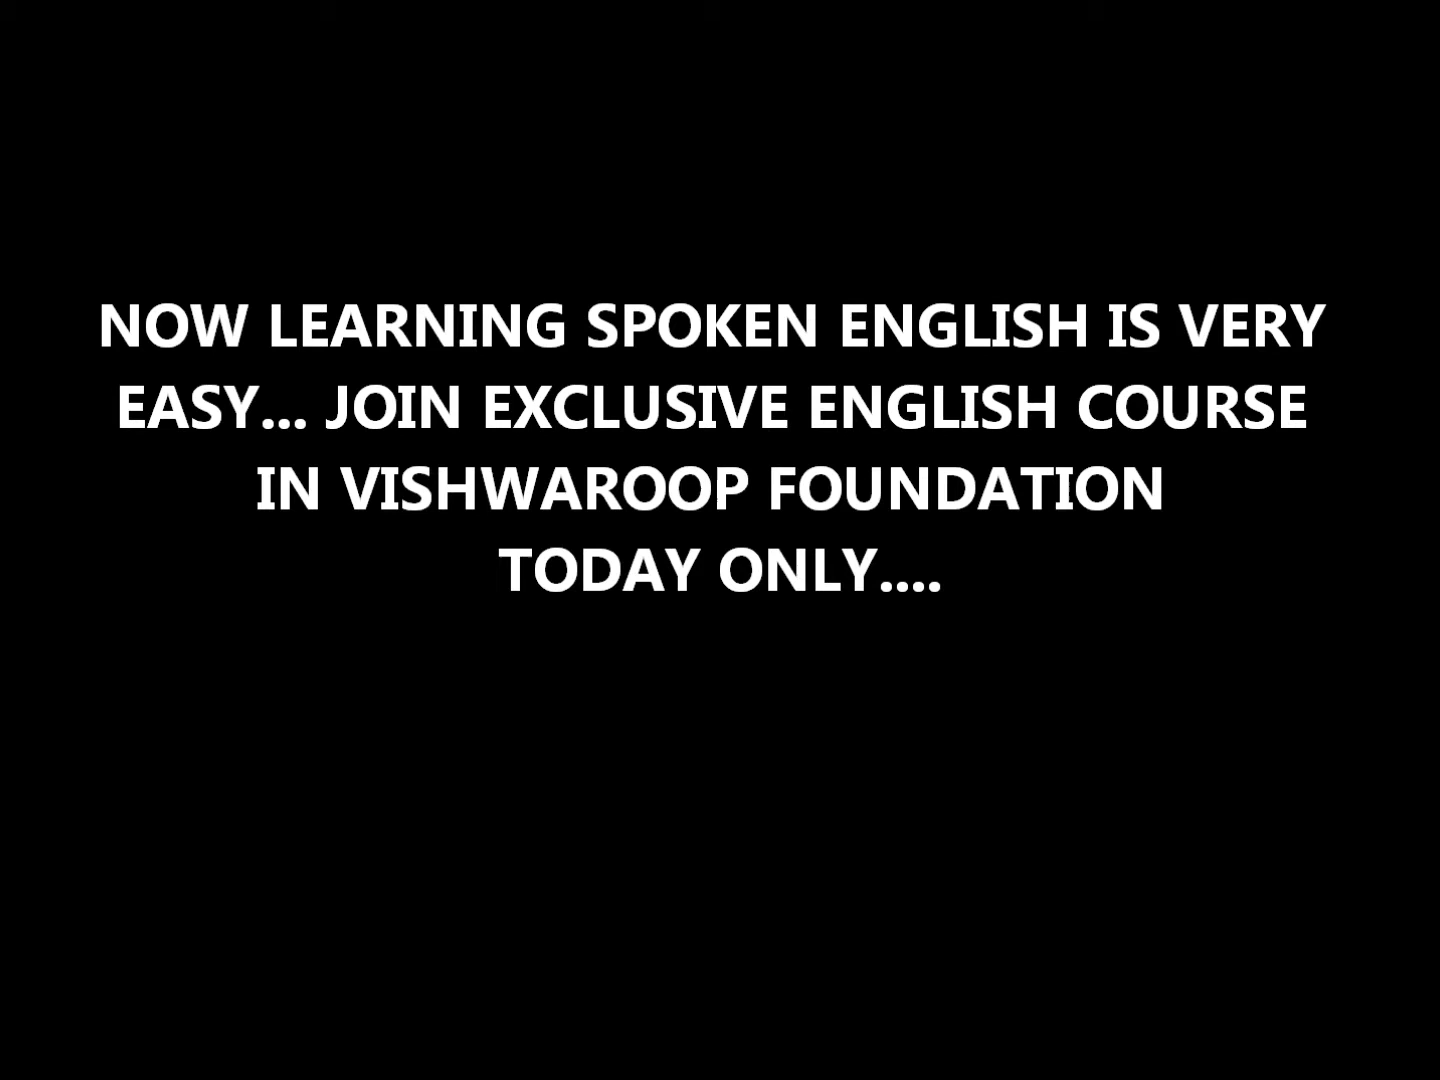 NOW LEARNING SPOKEN ENGLISH IS VERY
EASY... JOIN EXCLUSIVE ENGLISH COURSE
IN VISHWAROOP FOUNDATION
TODAY ONLY....